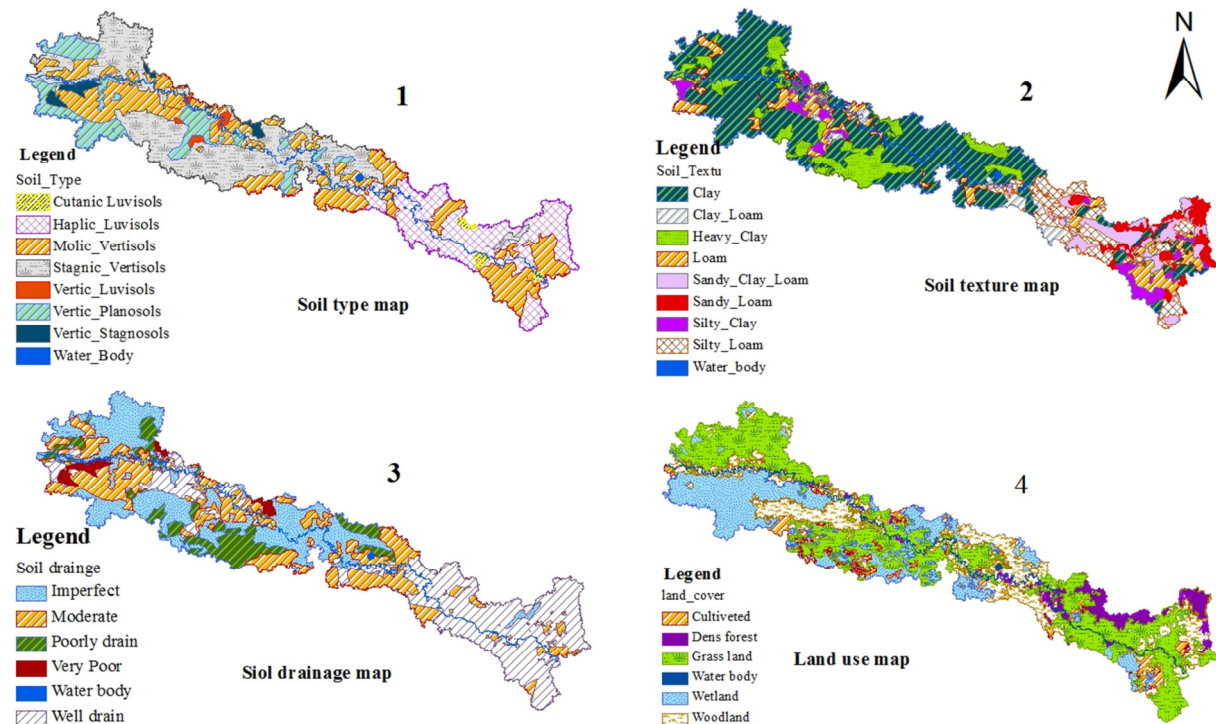 N
1
Legend
Soil_Type
Cutanic Luvisols
Haplic_Luvisols
Molic_Vertisols
Stagnic_Vertisols
Vertic_Luvisols
Vertic_Planosols
Vertic_Stagnosols
Water_Body
Soil type map
2
Legend
Soil_Textu
Clay
Clay_Loam
Heavy_Clay
Loam
Sandy_Clay_Loam
Sandy_Loam
Silty_Clay
Silty_Loam
Water_body
Soil texture map
3
Legend
Soil drainge
Imperfect
Moderate
Poorly drain
Very Poor
Water body
Well drain
Siol drainage map
4
Legend
land_cover
Cultiveted
Dens forest
Grass land
Water body
Wetland
Woodland
Land use map